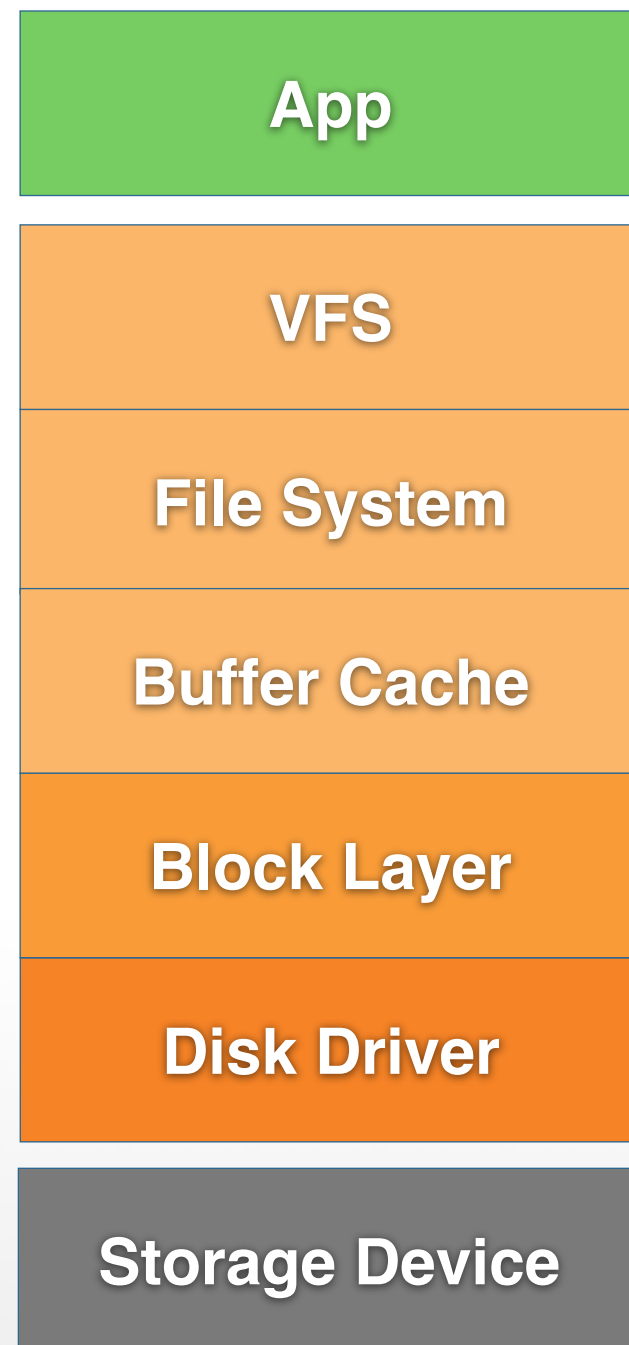 App
VFS
File System
Buffer Cache
Block Layer
Disk Driver
Storage Device